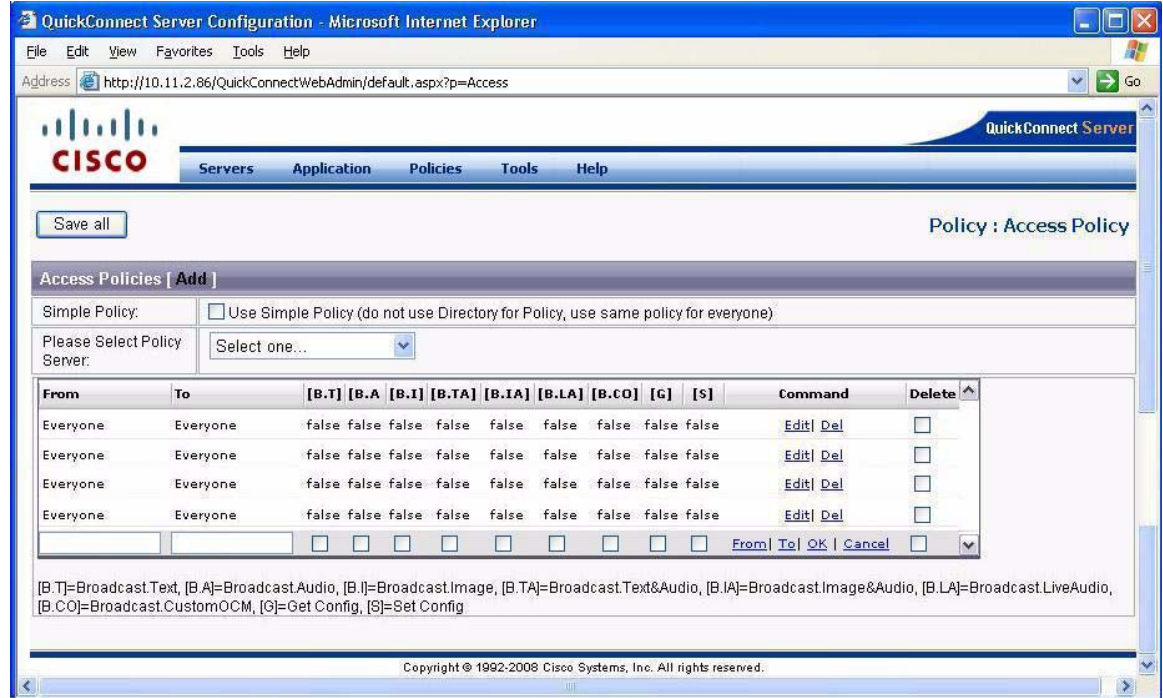 QuickConnect Server Configuration - Microsoft Internet Explorer
File Edit View Favorites Tools Help
Address http://10.11.2.86/QuickConnectWebAdmin/default.aspx?p=Access Go
CISCO
QuickConnect Server
Servers Application Policies Tools Help
Save all
Policy : Access Policy
Access Policies [ Add ]
Simple Policy: Use Simple Policy (do not use Directory for Policy, use same policy for everyone)
Please Select Policy Server: Select one...
From To [B.T] [B.A [B.I] [B.TA] [B.IA] [B.LA] [B.CO] [G] [S] Command Delete
Everyone Everyone false false false false false false false false false Edit| Del
Everyone Everyone false false false false false false false false false Edit| Del
Everyone Everyone false false false false false false false false false Edit| Del
Everyone Everyone false false false false false false false false false Edit| Del
From| To| OK | Cancel
[B.T]=Broadcast.Text, [B.A]=Broadcast.Audio, [B.I]=Broadcast.Image, [B.TA]=Broadcast.Text&Audio, [B.IA]=Broadcast.Image&Audio, [B.LA]=Broadcast.LiveAudio,
[B.CO]=Broadcast.CustomOCM, [G]=Get Config, [S]=Set Config
Copyright © 1992-2008 Cisco Systems, Inc. All rights reserved.